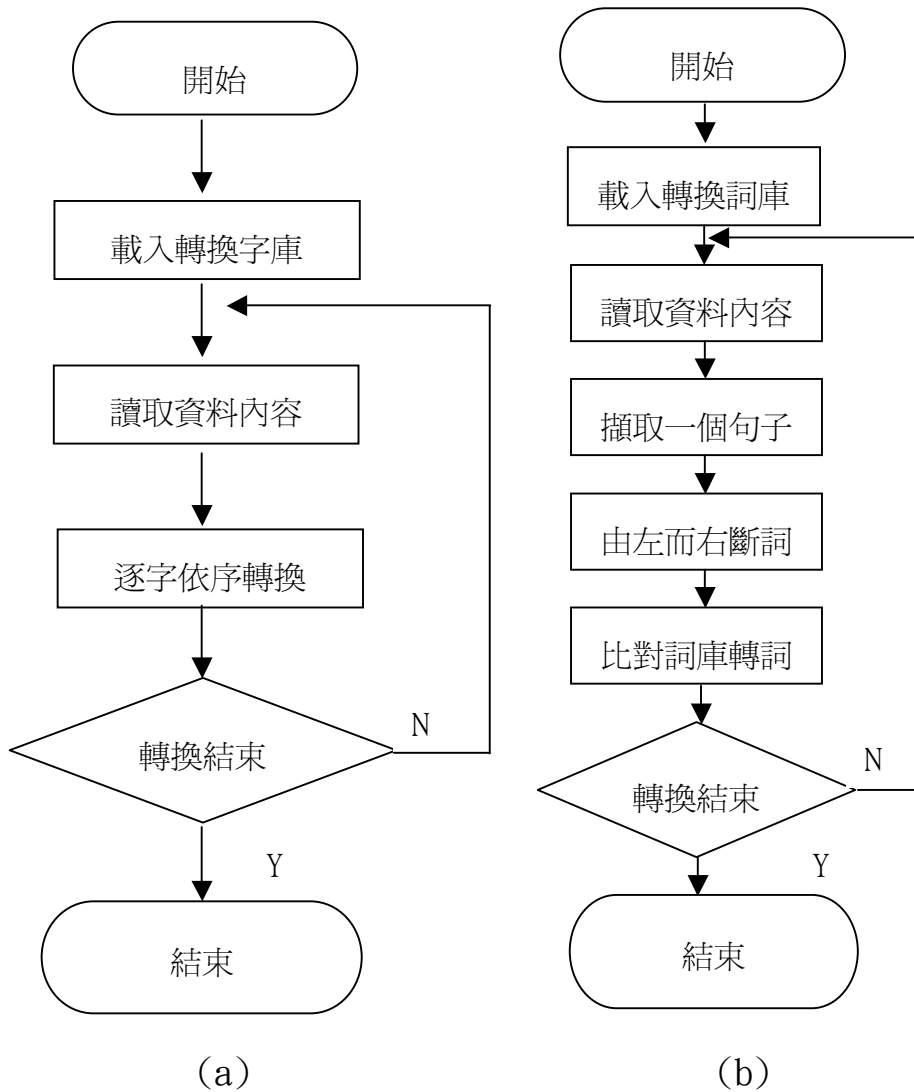 開始
載入轉換字庫
讀取資料內容
逐字依序轉換
轉換結束
N
Y
結束
(a)
開始
載入轉換詞庫
讀取資料內容
擷取一個句子
由左而右斷詞
比對詞庫轉詞
轉換結束
N
Y
結束
(b)